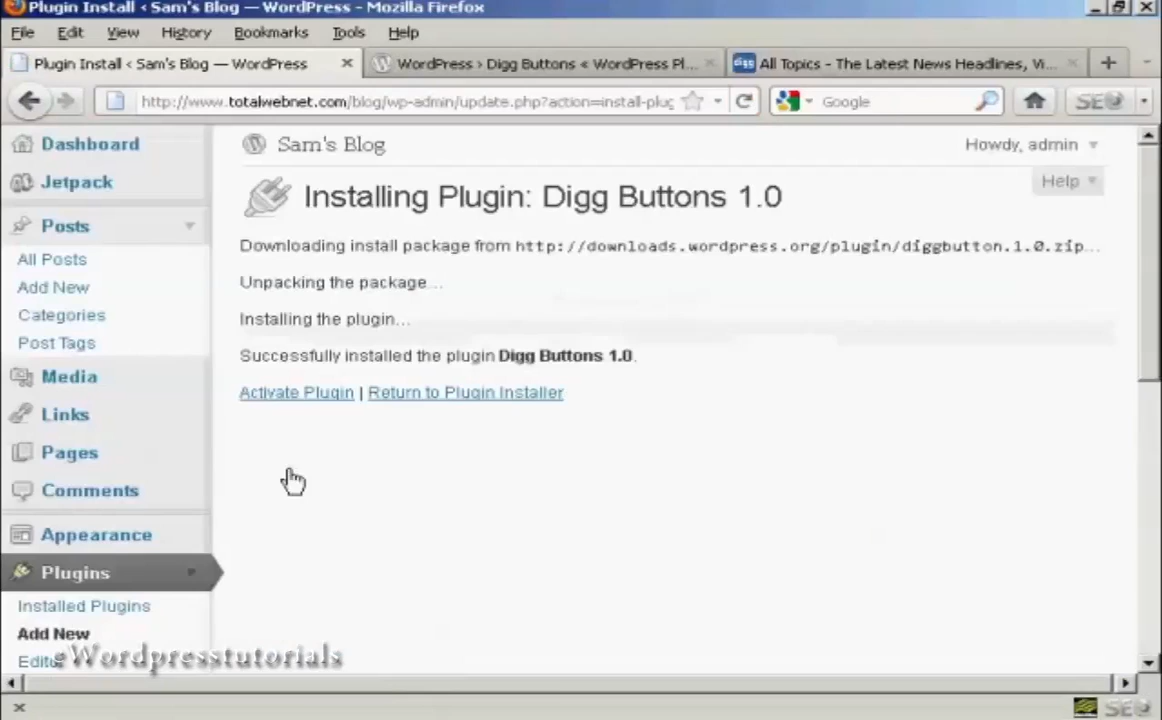 Plugin Install ‹ Sam's Blog — WordPress - Mozilla Firefox
File Edit View History Bookmarks Tools Help
Plugin Install ‹ Sam's Blog — WordPress
WordPress › Digg Buttons « WordPress Pl...
All Topics - The Latest News Headlines, Vi...
http://www.totalwebnet.com/blog/wp-admin/update.php?action=install-plug
Google
Dashboard
Jetpack
Posts
All Posts
Add New
Categories
Post Tags
Media
Links
Pages
Comments
Appearance
Plugins
Installed Plugins
Add New
Sam's Blog
Howdy, admin
Help
Installing Plugin: Digg Buttons 1.0
Downloading install package from http://downloads.wordpress.org/plugin/diggbutton.1.0.zip…
Unpacking the package…
Installing the plugin…
Successfully installed the plugin Digg Buttons 1.0.
Activate Plugin | Return to Plugin Installer
eWordpresstutorials